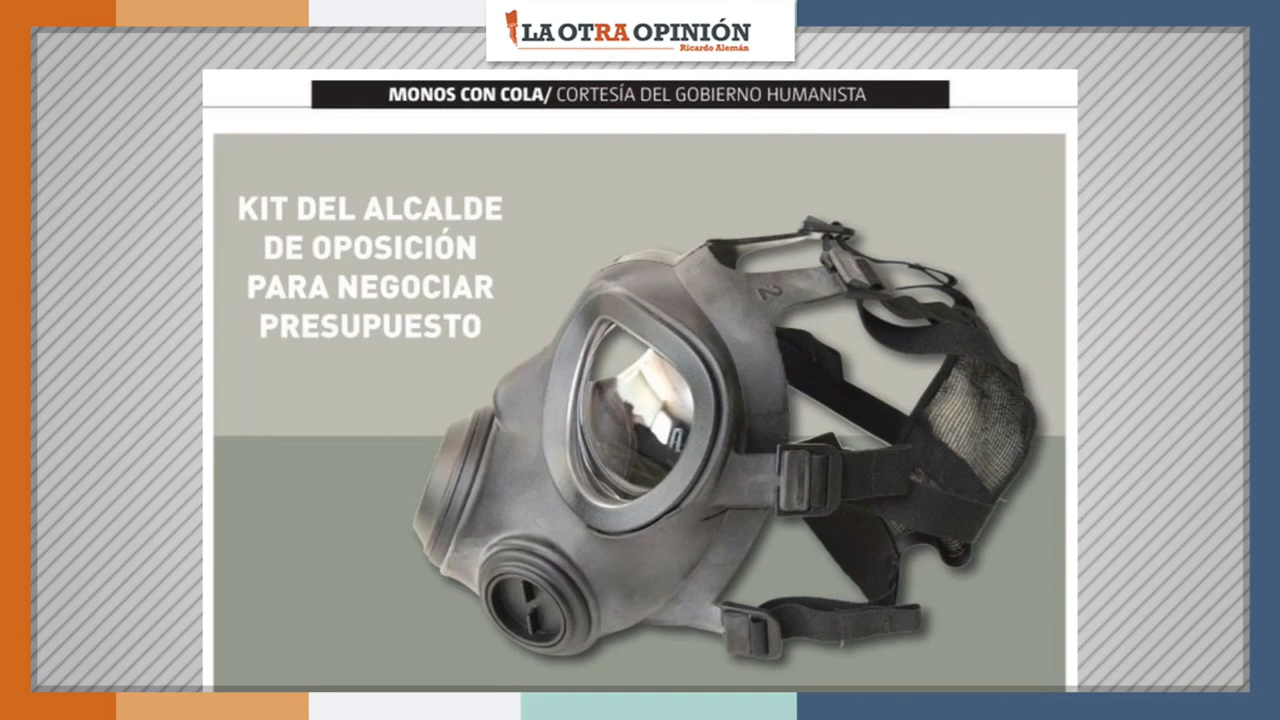 LA OTRA OPINIÓN
Ricardo Alemán
MONOS CON COLA/ CORTESÍA DEL GOBIERNO HUMANISTA
KIT DEL ALCALDE
DE OPOSICIÓN
PARA NEGOCIAR
PRESUPUESTO
2